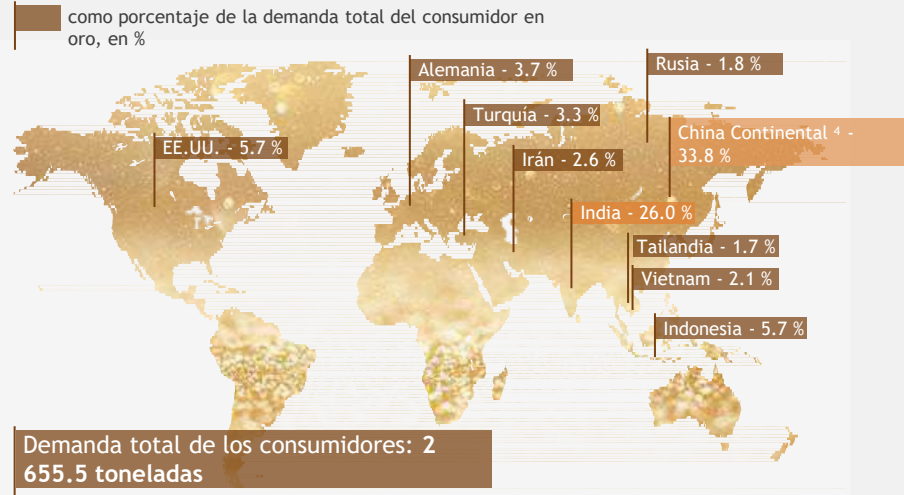 como porcentaje de la demanda total del consumidor en
oro, en %
Alemania - 3.7 %
Rusia - 1.8 %
Turquía - 3.3 %
China Continental ⁴ -
33.8 %
EE.UU. - 5.7 %
Irán - 2.6 %
India - 26.0 %
Tailandia - 1.7 %
Vietnam - 2.1 %
Indonesia - 5.7 %
Demanda total de los consumidores: 2
655.5 toneladas